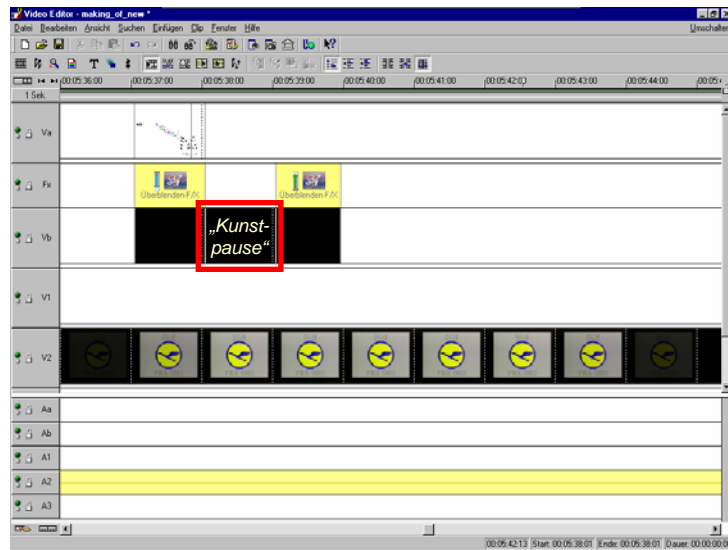 Video Editor - making_of_new *
Datei Bearbeiten Ansicht Suchen Einfügen Clip Fenster Hilfe Umschalten
00:05:36:00 00:05:37:00 00:05:38:00 00:05:39:00 00:05:40:00 00:05:41:00 00:05:42:00 00:05:43:00 00:05:44:00 00:05:
1 Sek.
Va
Fx
Überblenden-F/X Überblenden-F/X
Vb
„Kunst-
pause“
V1
V2
Aa
Ab
A1
A2
A3
00:05:42:13 Start: 00:05:38:01 Ende: 00:05:38:01 Dauer: 00:00:00:0